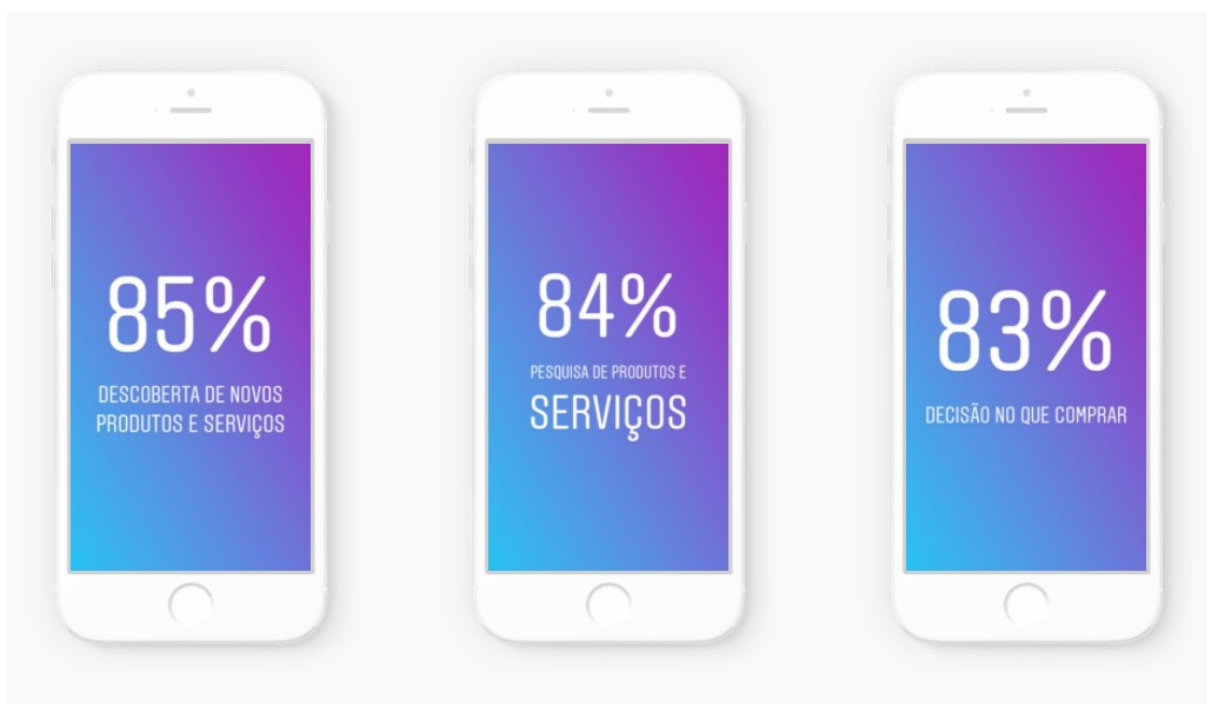 85%
DESCOBERTA DE NOVOS
PRODUTOS E SERVIÇOS
84%
PESQUISA DE PRODUTOS E
SERVIÇOS
83%
DECISÃO NO QUE COMPRAR